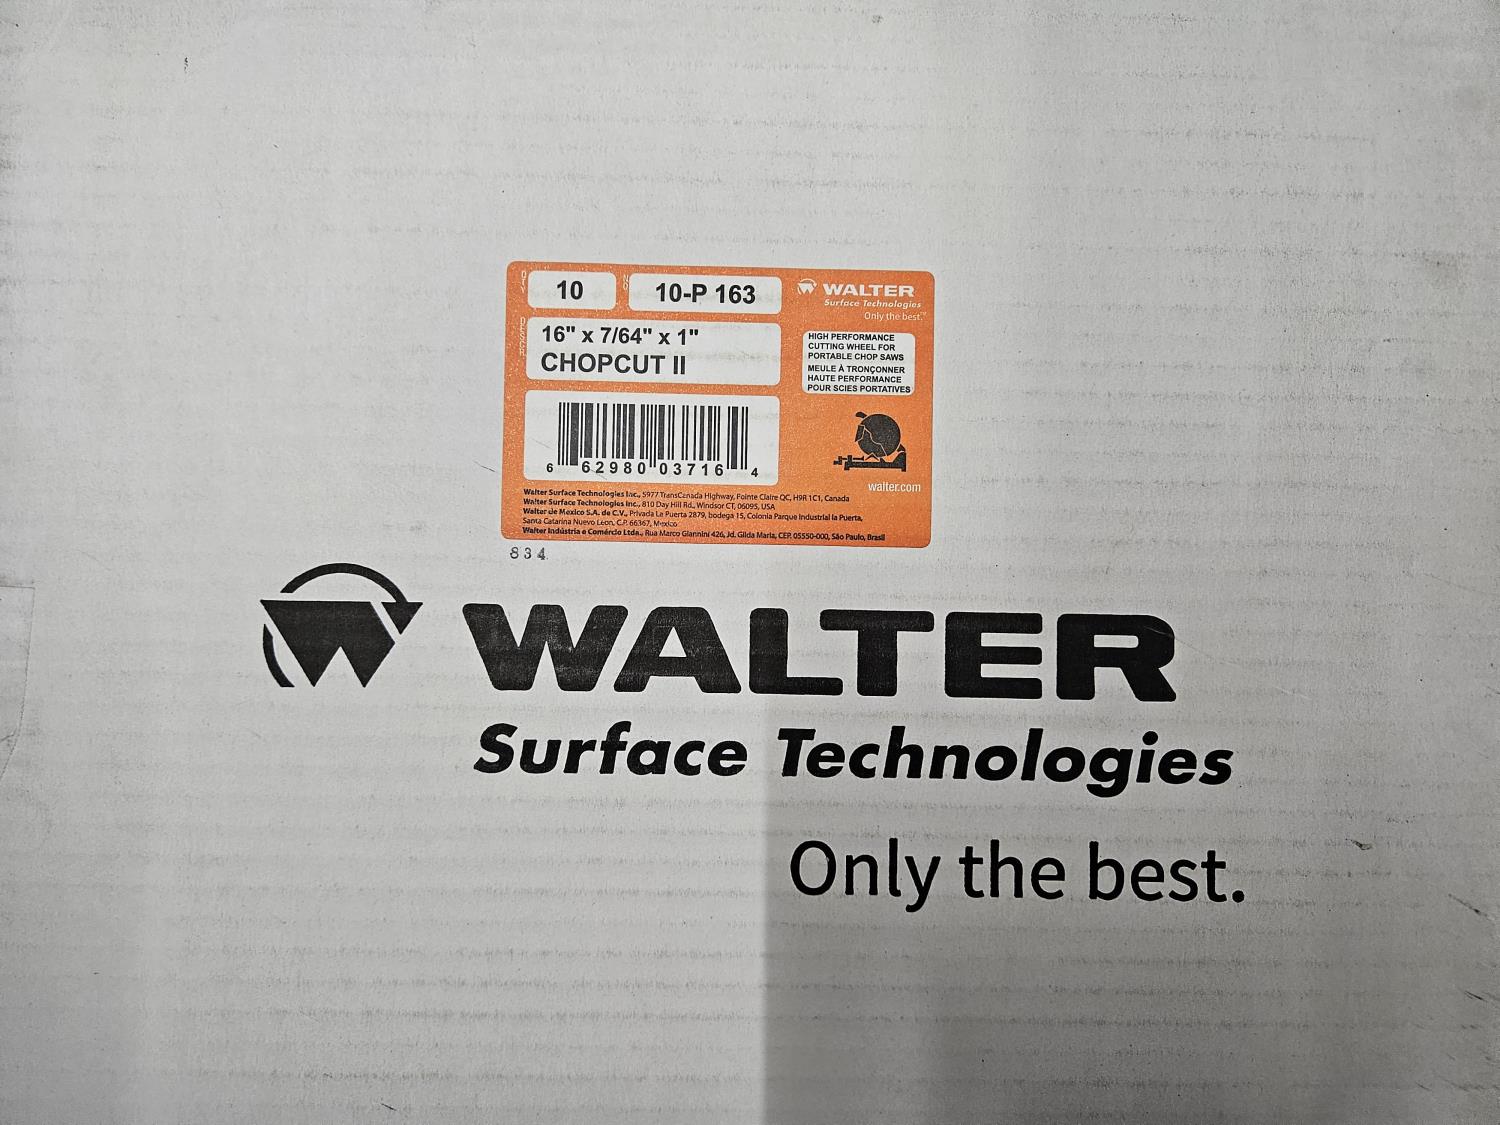 QTY
10
NO
10-P 163
WALTER
Surface Technologies
Only the best.™
DESCR
16" x 7/64" x 1"
CHOPCUT II
HIGH PERFORMANCE
CUTTING WHEEL FOR
PORTABLE CHOP SAWS
MEULE À TRONÇONNER
HAUTE PERFORMANCE
POUR SCIES PORTATIVES
6 62980 03716 4
walter.com
Walter Surface Technologies Inc., 5977 TransCanada Highway, Pointe Claire QC, H9R 1C1, Canada
Walter Surface Technologies Inc., 810 Day Hill Rd., Windsor CT, 06095, USA
Walter de Mexico S.A. de C.V., Privada La Puerta 2879, bodega 15, Colonia Parque Industrial la Puerta,
Santa Catarina Nuevo Leon, C.P. 66367, Mexico
Walter Indústria e Comércio Ltda., Rua Marco Giannini 426, Jd. Gilda Maria, CEP. 05550-000, São Paulo, Brasil
834
WALTER
Surface Technologies
Only the best.